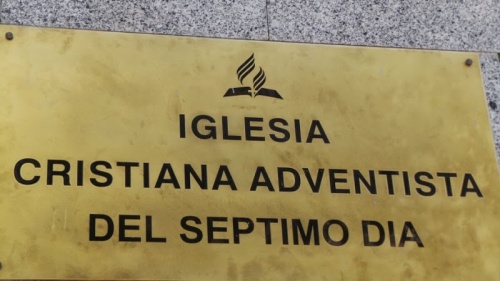 IGLESIA
CRISTIANA ADVENTISTA
DEL SEPTIMO DIA